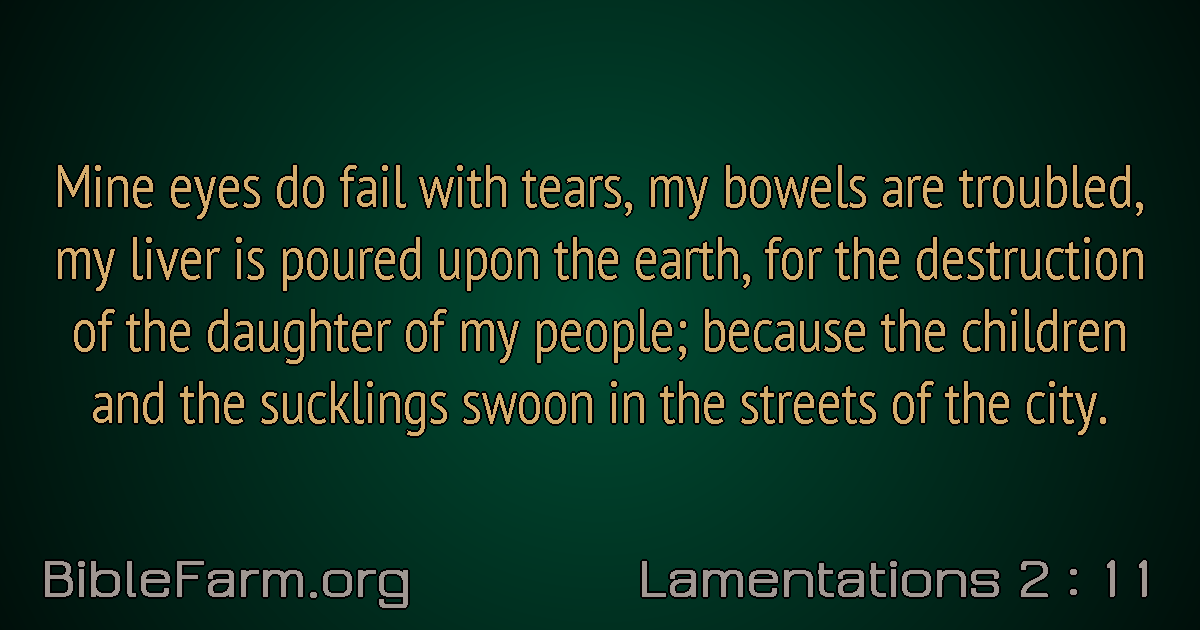 Mine eyes do fail with tears, my bowels are troubled,
my liver is poured upon the earth, for the destruction
of the daughter of my people; because the children
and the sucklings swoon in the streets of the city.
BibleFarm.org
Lamentations 2 : 11